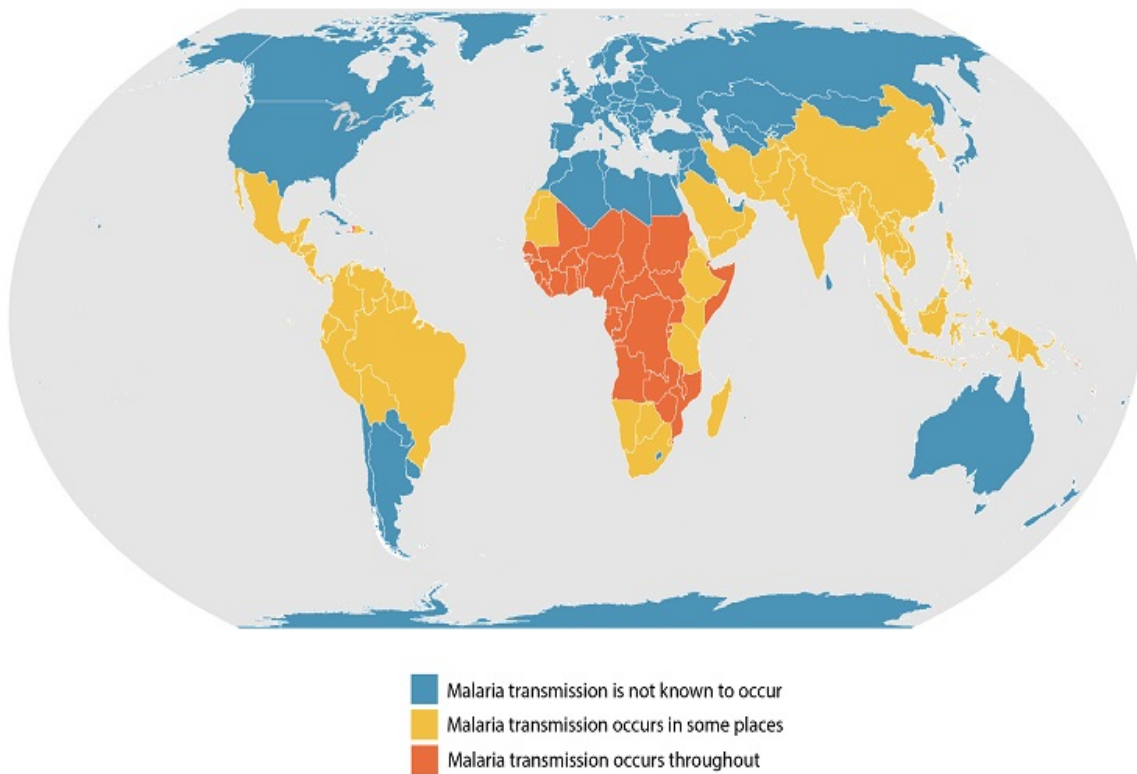 Malaria transmission is not known to occur
Malaria transmission occurs in some places
Malaria transmission occurs throughout